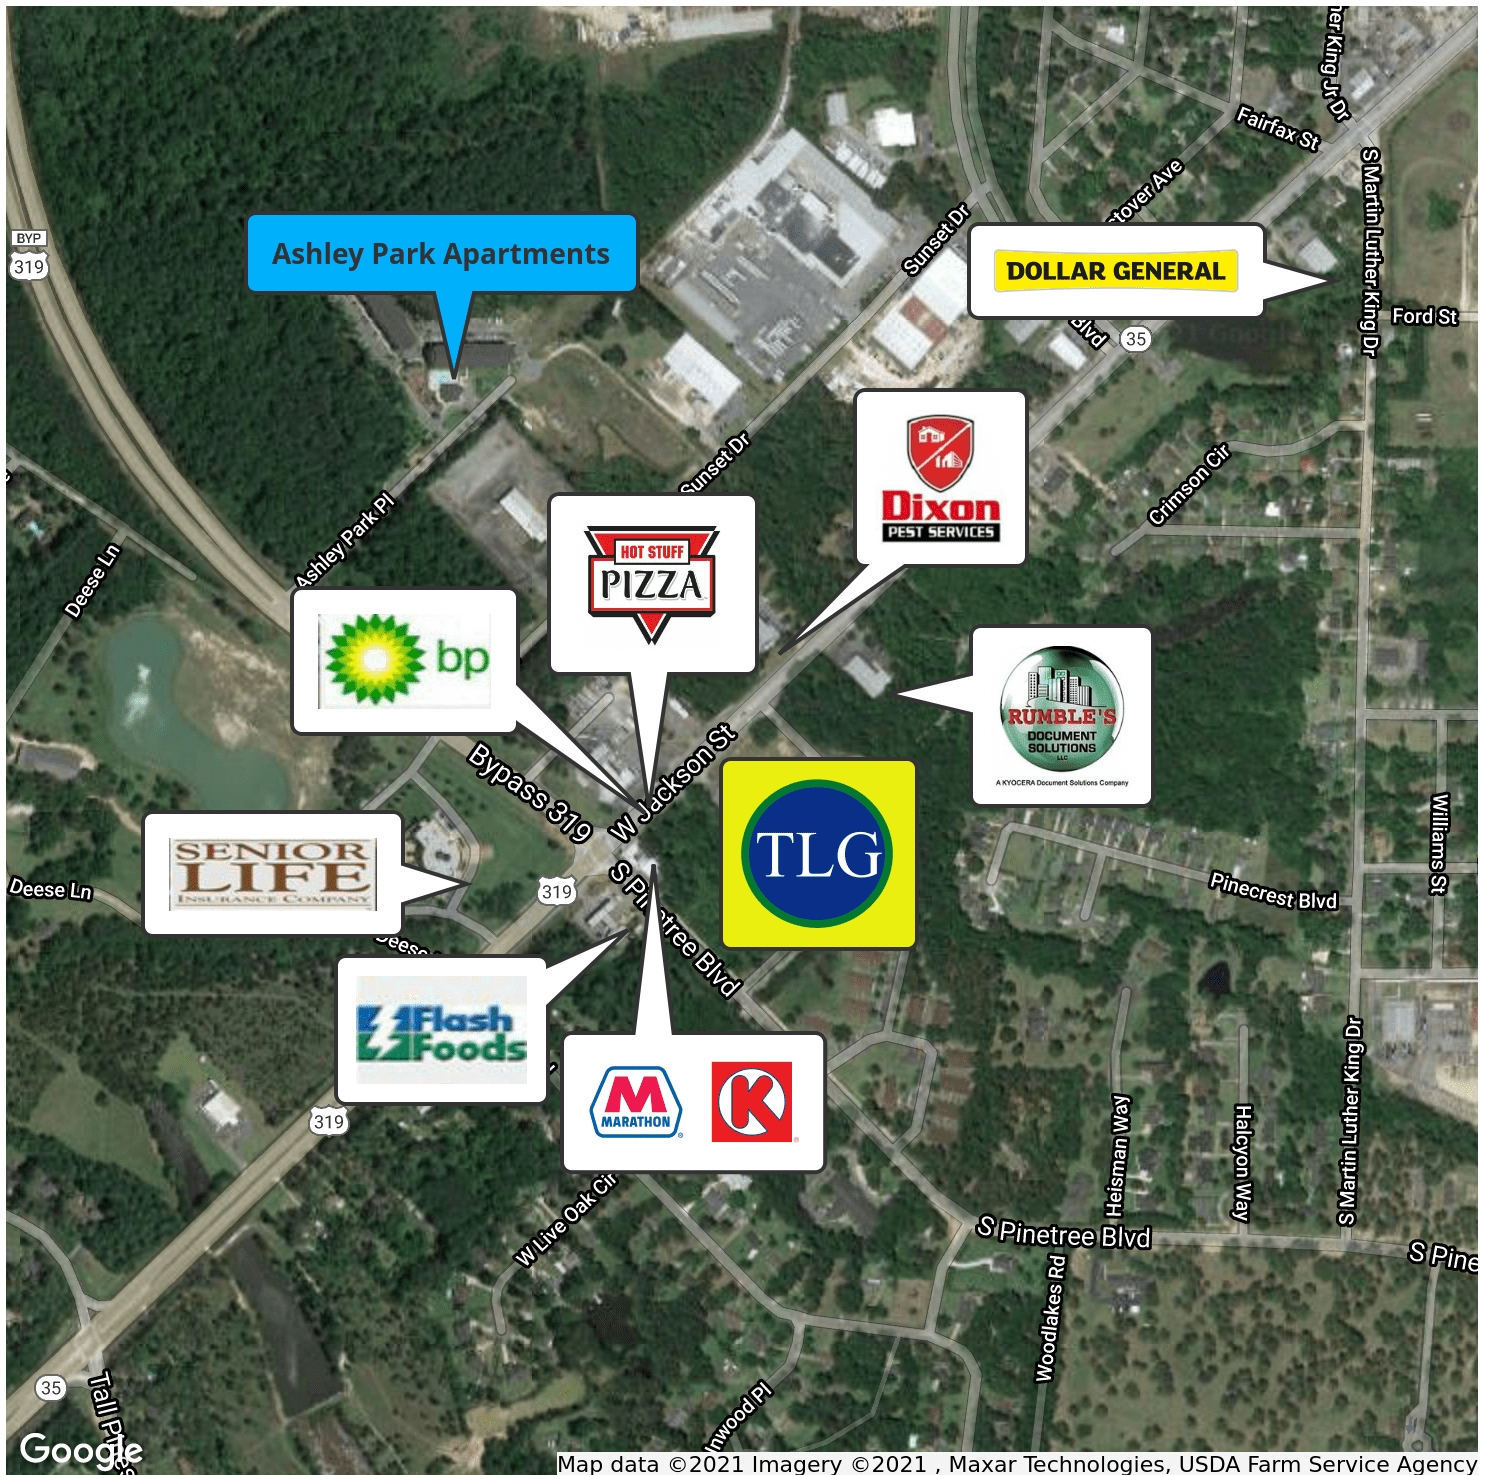 Fairfax St
S Martin Luther King Dr
BYP
319
Ashley Park Apartments
Sunset Dr
DOLLAR GENERAL
Ford St
Blvd
35
Dixon
PEST SERVICES
Crimson Cir
Sunset Dr
Ashley Park Pl
HOT STUFF
PIZZA
Deese Ln
bp
RUMBLE'S
DOCUMENT
SOLUTIONS
LLC
A KYOCERA Document Solutions Company
Bypass 319
W Jackson St
TLG
SENIOR
LIFE
INSURANCE COMPANY
Deese Ln
319
S Pinetree Blvd
Pinecrest Blvd
Williams St
Flash
Foods
M
MARATHON
K
319
Heisman Way
Halcyon Way
S Martin Luther King Dr
W Live Oak Cir
S Pinetree Blvd
S Pine
Woodlakes Rd
35
Google
Map data ©2021 Imagery ©2021 , Maxar Technologies, USDA Farm Service Agency